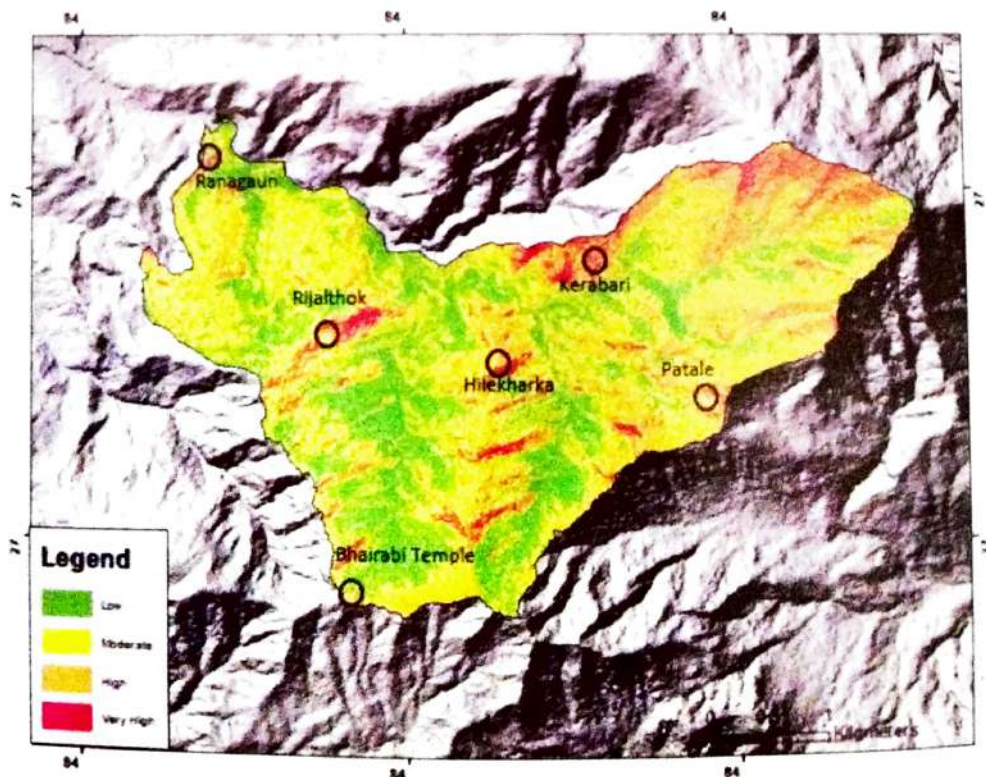 84 84 84
N
27 27
Ranagaun
Kerabari
Rijalthok
Hilekharka
Patale
27
Bhairabi Temple
Legend
Low
Moderate
High
Very High
Kilometers
84 84 84